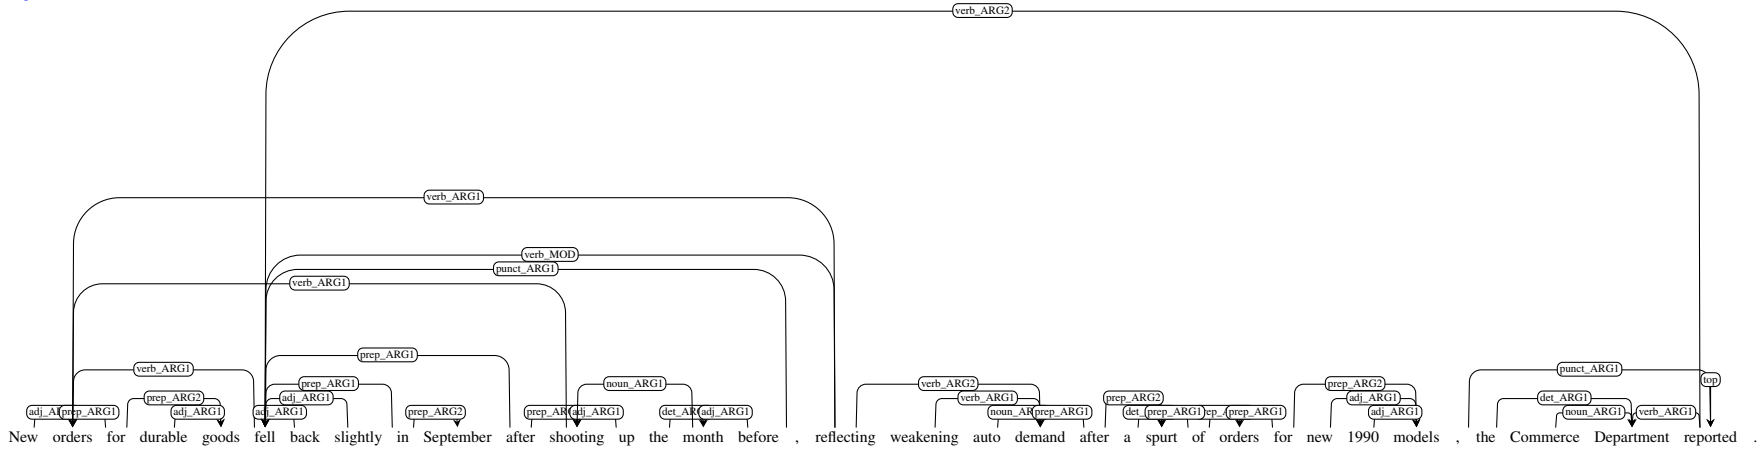 verb_ARG2
verb_ARG1
verb_MOD
punct_ARG1
verb_ARG1
prep_ARG1
verb_ARG1 punct_ARG1
top
prep_ARG1 noun_ARG1 verb_ARG2 prep_ARG2
prep_ARG2 adj_ARG1 verb_ARG1 prep_ARG2 adj_ARG1 det_ARG1
prep_ARG1 adj_ARG1 adj_ARG1 prep_ARG2 adj_ARG1 adj_ARG1 prep_ARG1 prep_ARG1 prep_ARG1 adj_ARG1 noun_ARG1 verb_ARG1
New orders for durable goods fell back slightly in September after shooting up the month before , reflecting weakening auto demand after a spurt of orders for new 1990 models , the Commerce Department reported .